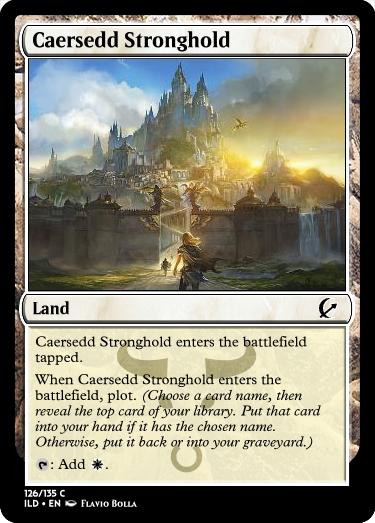 Caersedd Stronghold
Land
Caersedd Stronghold enters the battlefield
tapped.
When Caersedd Stronghold enters the
battlefield, plot. (Choose a card name, then
reveal the top card of your library. Put that card
into your hand if it has the chosen name.
Otherwise, put it back or into your graveyard.)
: Add .
126/135 C
ILD • EN Flavio Bolla